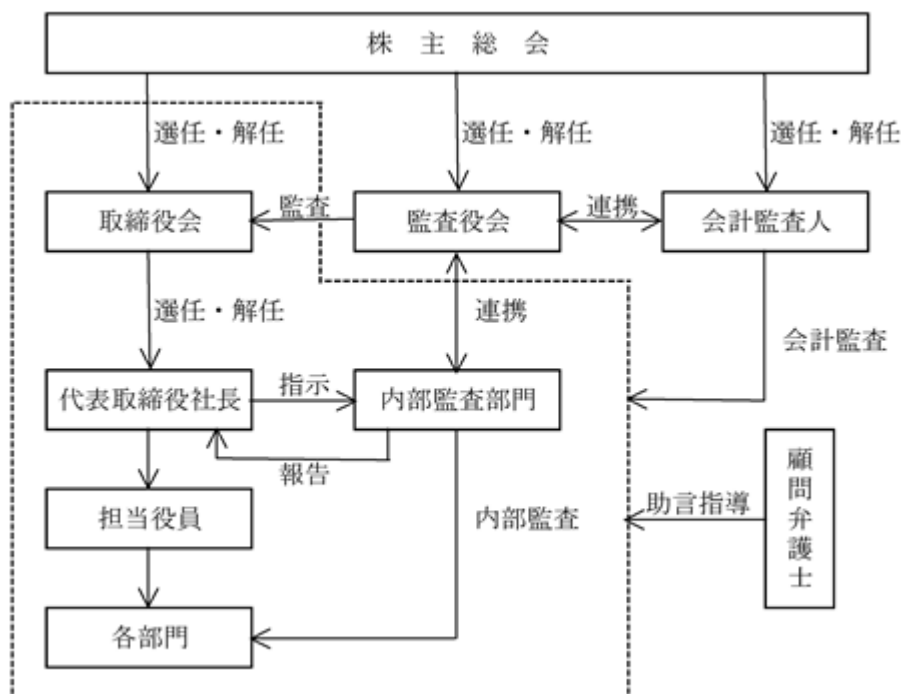 株主総会
選任・解任
選任・解任
選任・解任
取締役会
監査
監査役会
連携
会計監査人
選任・解任
連携
会計監査
代表取締役社長
指示
内部監査部門
報告
顧問弁護士
担当役員
内部監査
助言指導
各部門